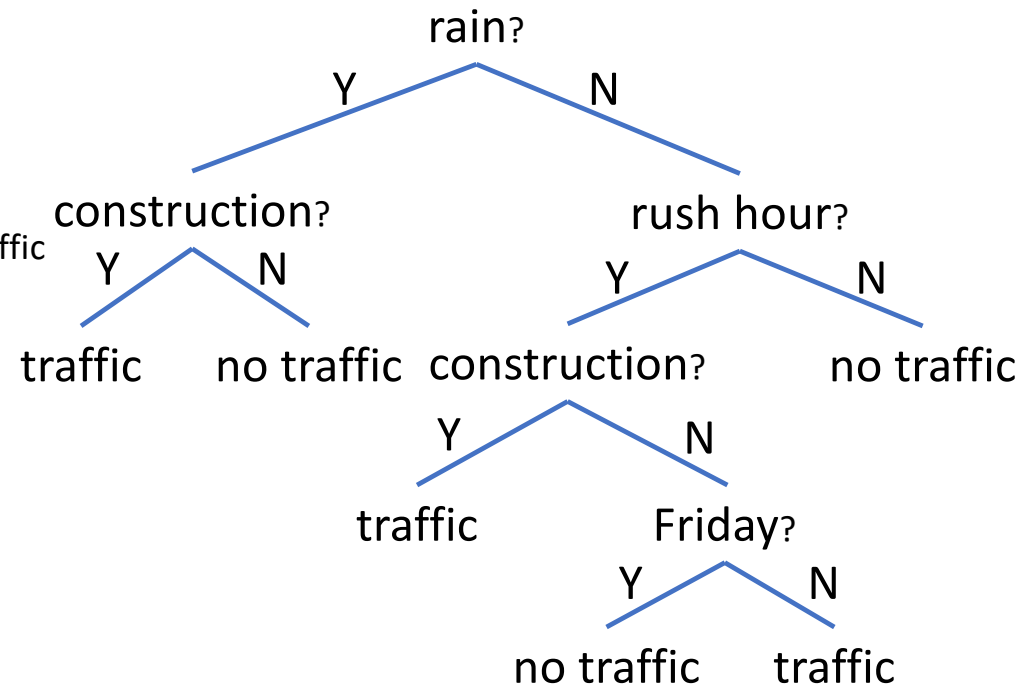 rain?
Y N
construction? rush hour?
ffic
Y N Y N
traffic no traffic construction? no traffic
Y N
traffic Friday?
Y N
no traffic traffic